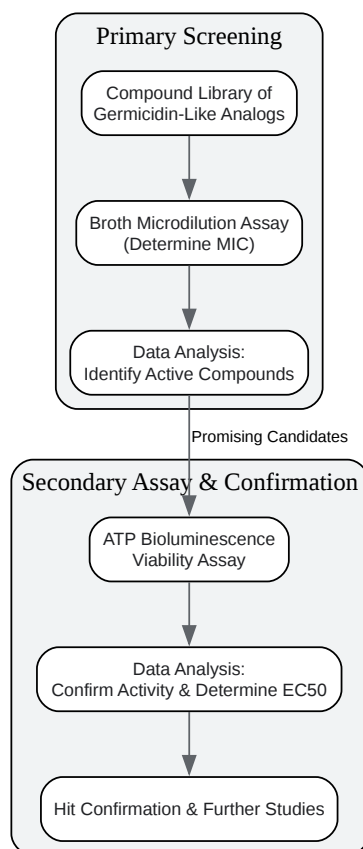 Primary Screening
Compound Library of
Germicidin-Like Analogs
Broth Microdilution Assay
(Determine MIC)
Data Analysis:
Identify Active Compounds
Promising Candidates
Secondary Assay & Confirmation
ATP Bioluminescence
Viability Assay
Data Analysis:
Confirm Activity & Determine EC50
Hit Confirmation & Further Studies